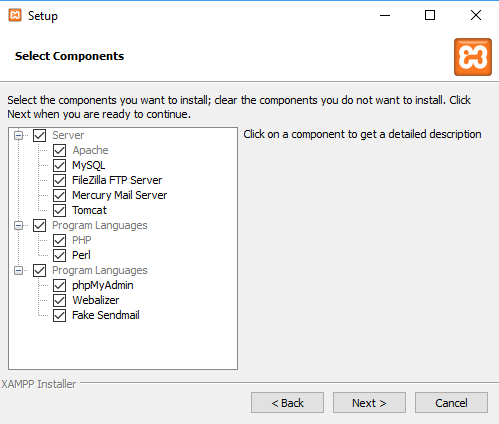 Setup
Select Components
Select the components you want to install; clear the components you do not want to install. Click
Next when you are ready to continue.
Server
Apache
MySQL
FileZilla FTP Server
Mercury Mail Server
Tomcat
Program Languages
PHP
Perl
Program Languages
phpMyAdmin
Webalizer
Fake Sendmail
Click on a component to get a detailed description
XAMPP Installer
< Back
Next >
Cancel